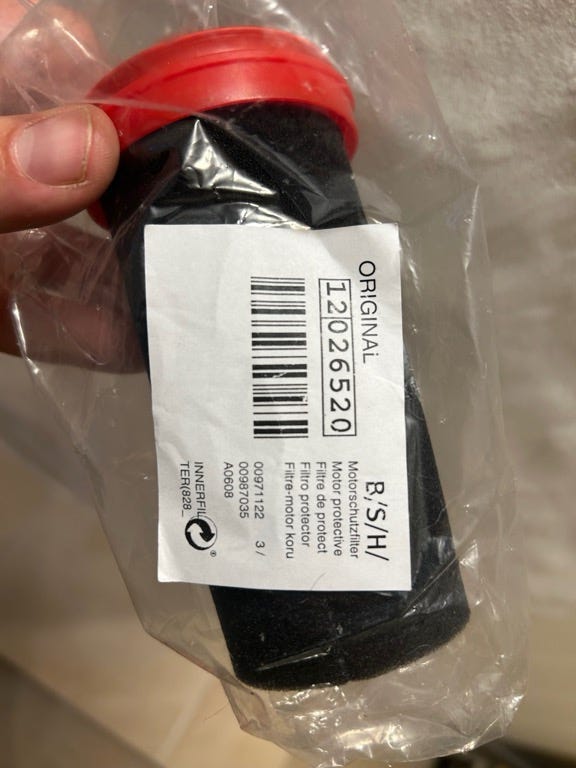 ORIGINAL
12026520
B/S/H/
Motorschutzfilter
Motor protective
Filtre de protect
Filtro protector
Filtre-motor koru
00971122 3/
00987035
A0608
INNERFIL
TER(828_
®